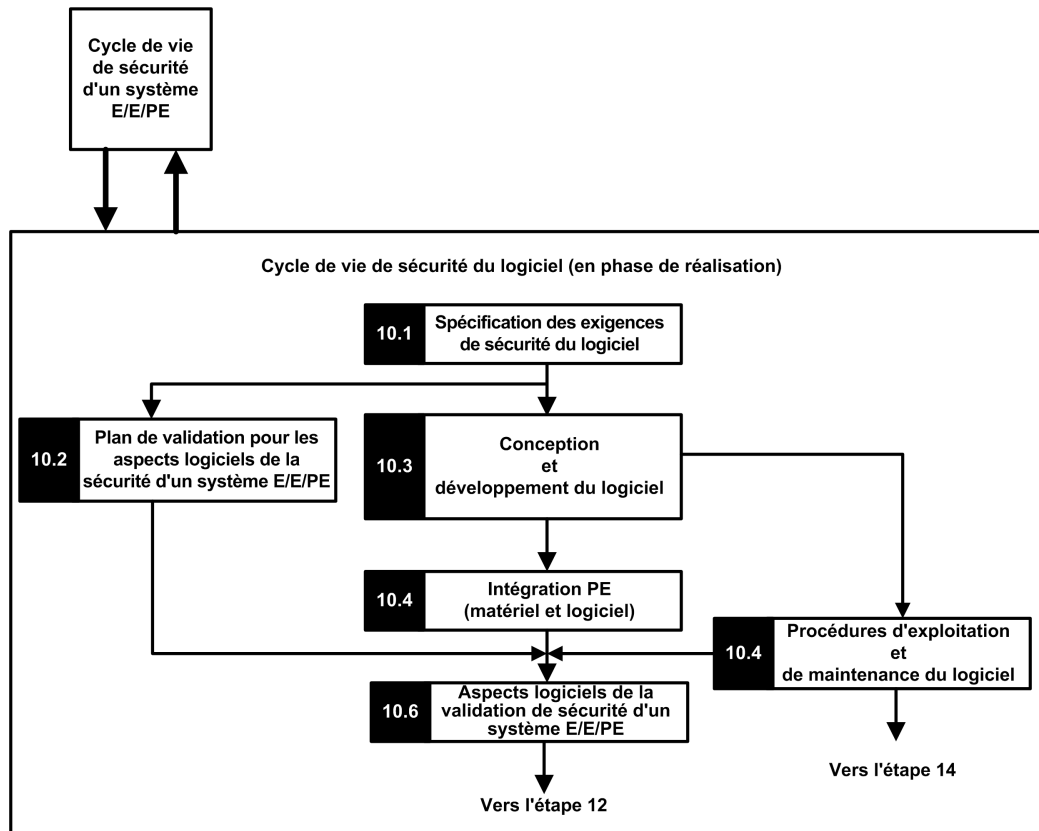 Cycle de vie
de sécurité
d'un système
E/E/PE
Cycle de vie de sécurité du logiciel (en phase de réalisation)
10.1
Spécification des exigences
de sécurité du logiciel
10.2
Plan de validation pour les
aspects logiciels de la
sécurité d'un système E/E/PE
10.3
Conception
et
développement du logiciel
10.4
Intégration PE
(matériel et logiciel)
10.4
Procédures d'exploitation
et
de maintenance du logiciel
10.6
Aspects logiciels de la
validation de sécurité d'un
système E/E/PE
Vers l'étape 14
Vers l'étape 12